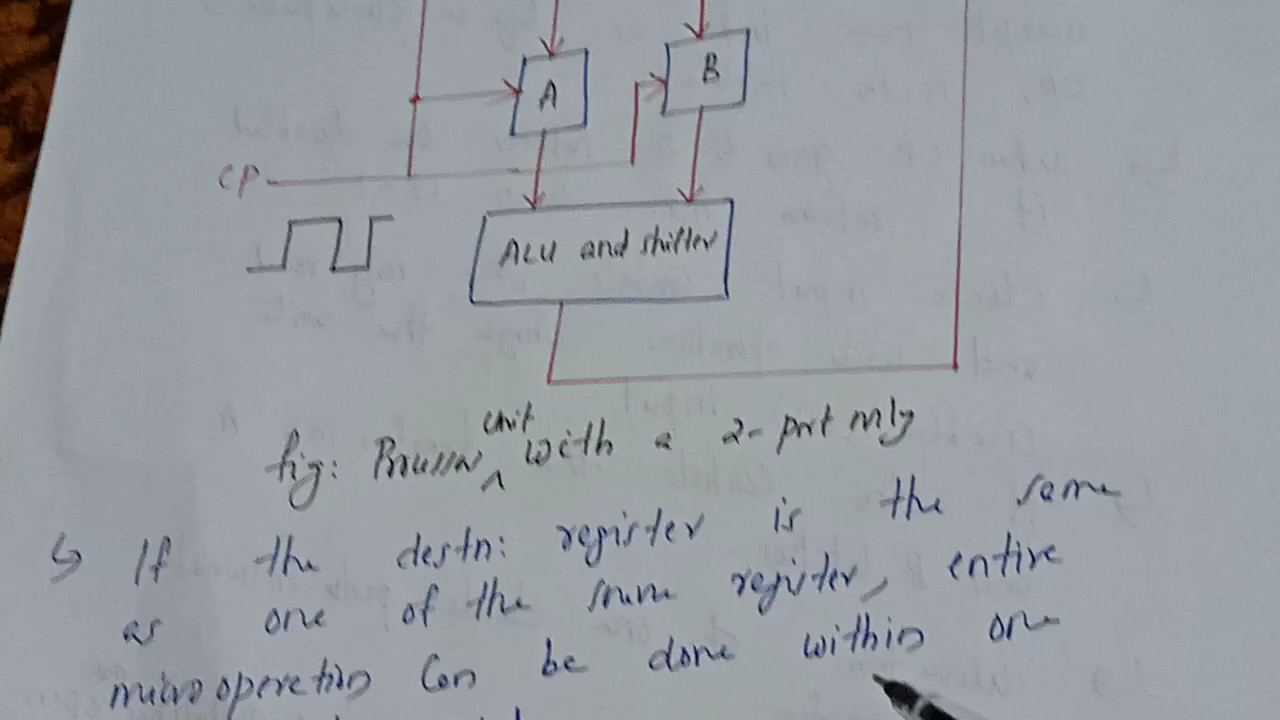 A
B
CP
ALU and shifter
fig: Processor unit with a 2-port mly
↳ If the destn: register is the same
as one of the source register, entire
microoperation can be done within one